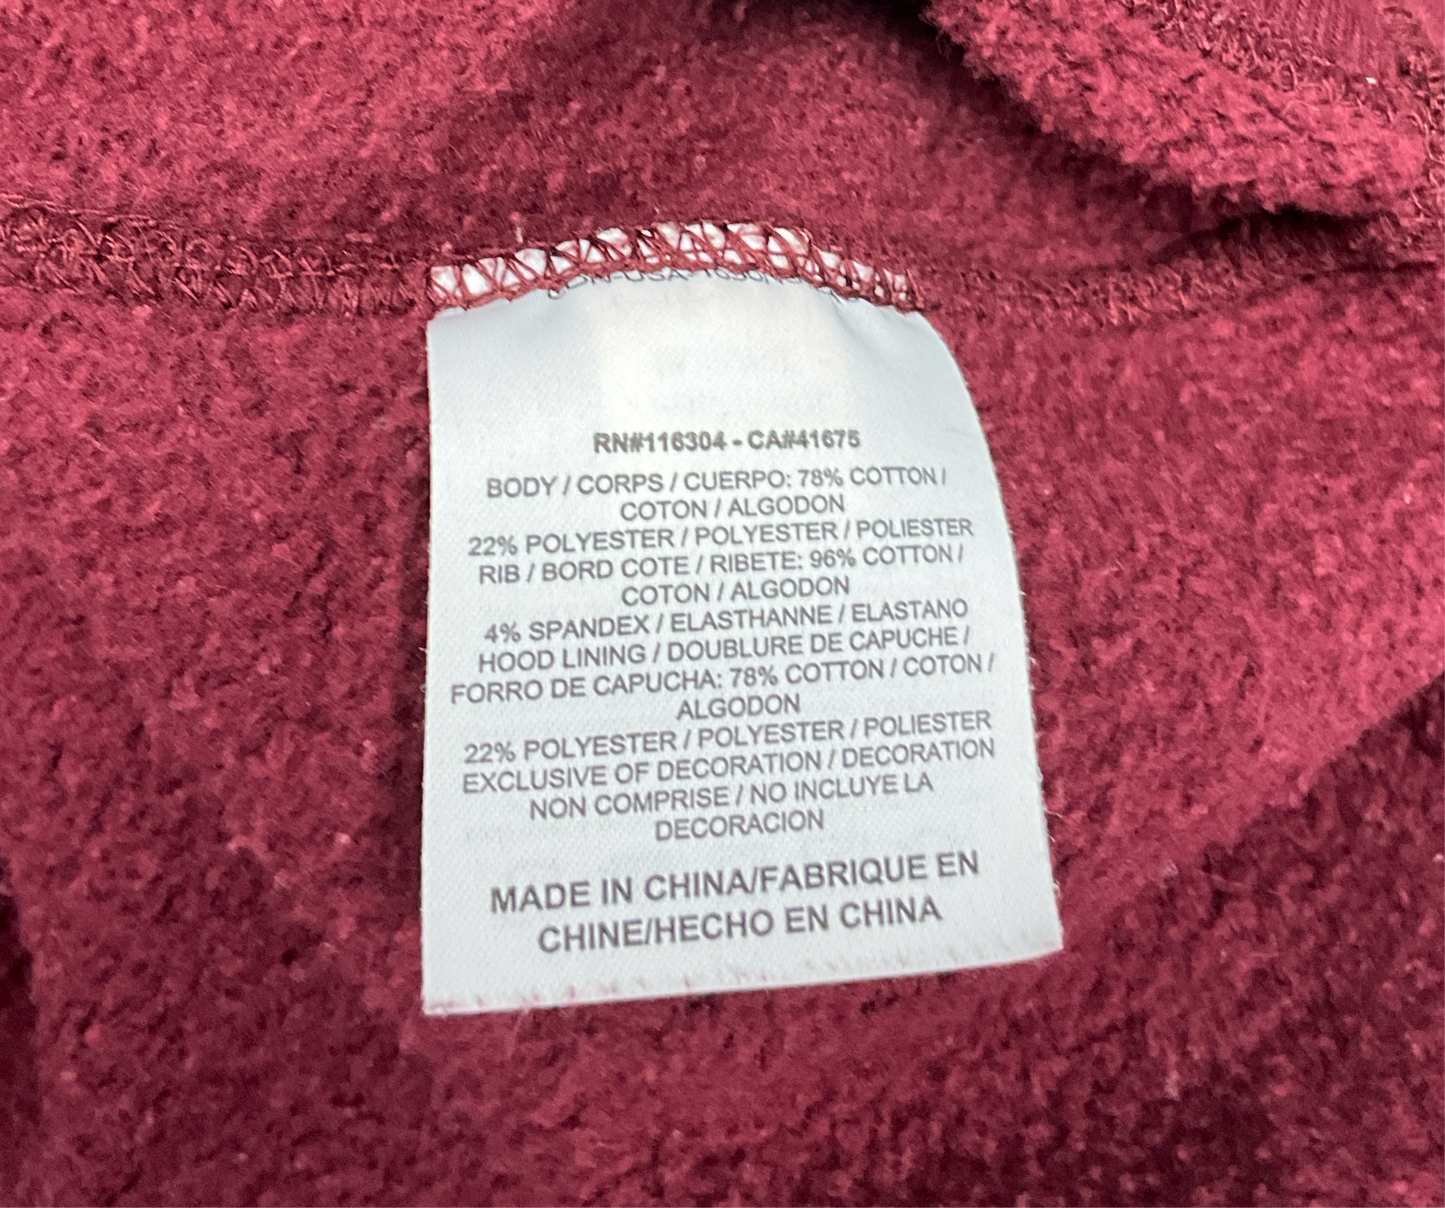 RN#116304 - CA#41675
BODY / CORPS / CUERPO: 78% COTTON /
COTON / ALGODON
22% POLYESTER / POLYESTER / POLIESTER
RIB / BORD COTE / RIBETE: 96% COTTON /
COTON / ALGODON
4% SPANDEX / ELASTHANNE / ELASTANO
HOOD LINING / DOUBLURE DE CAPUCHE /
FORRO DE CAPUCHA: 78% COTTON / COTON /
ALGODON
22% POLYESTER / POLYESTER / POLIESTER
EXCLUSIVE OF DECORATION / DECORATION
NON COMPRISE / NO INCLUYE LA
DECORACION
MADE IN CHINA/FABRIQUE EN
CHINE/HECHO EN CHINA